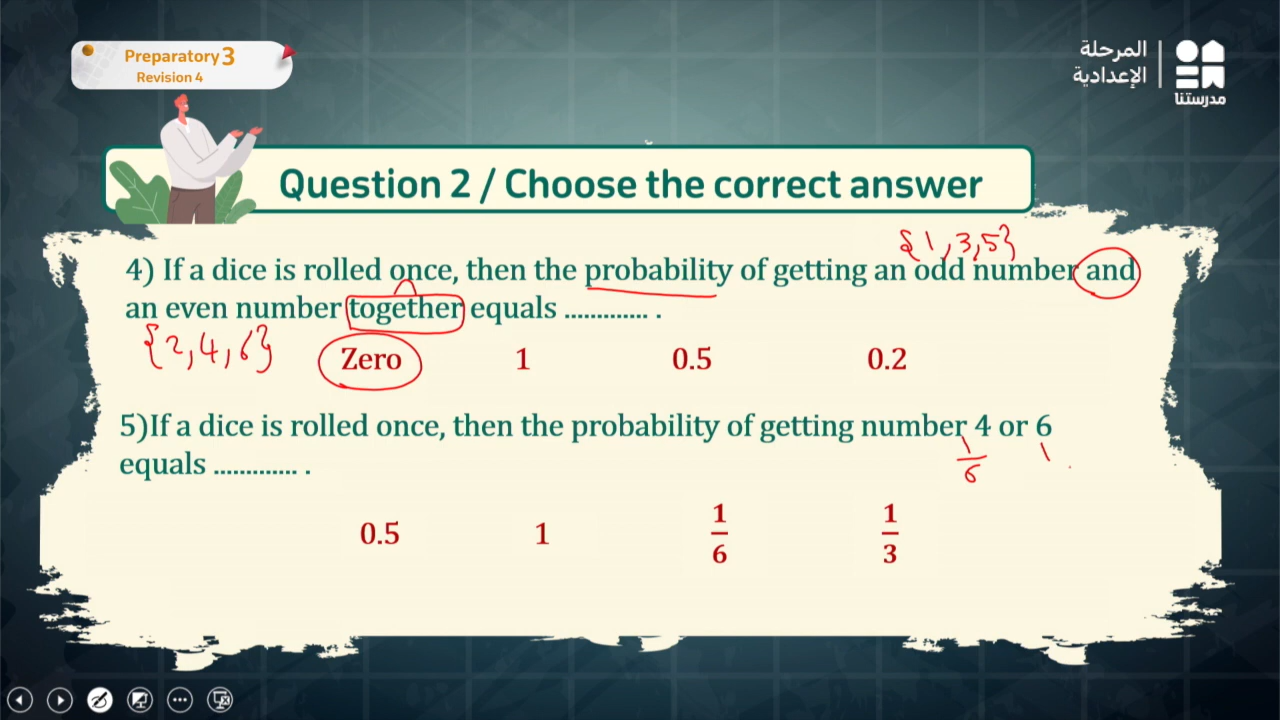 Preparatory 3
Revision 4
المرحلة
الإعدادية
مدرستنا
Question 2 / Choose the correct answer
{1,3,5}
4) If a dice is rolled once, then the probability of getting an odd number and
an even number together equals ............. .
{2,4,6}
Zero 1 0.5 0.2
5)If a dice is rolled once, then the probability of getting number 4 or 6
equals ............. .
1/6 1
0.5 1 1/6 1/3